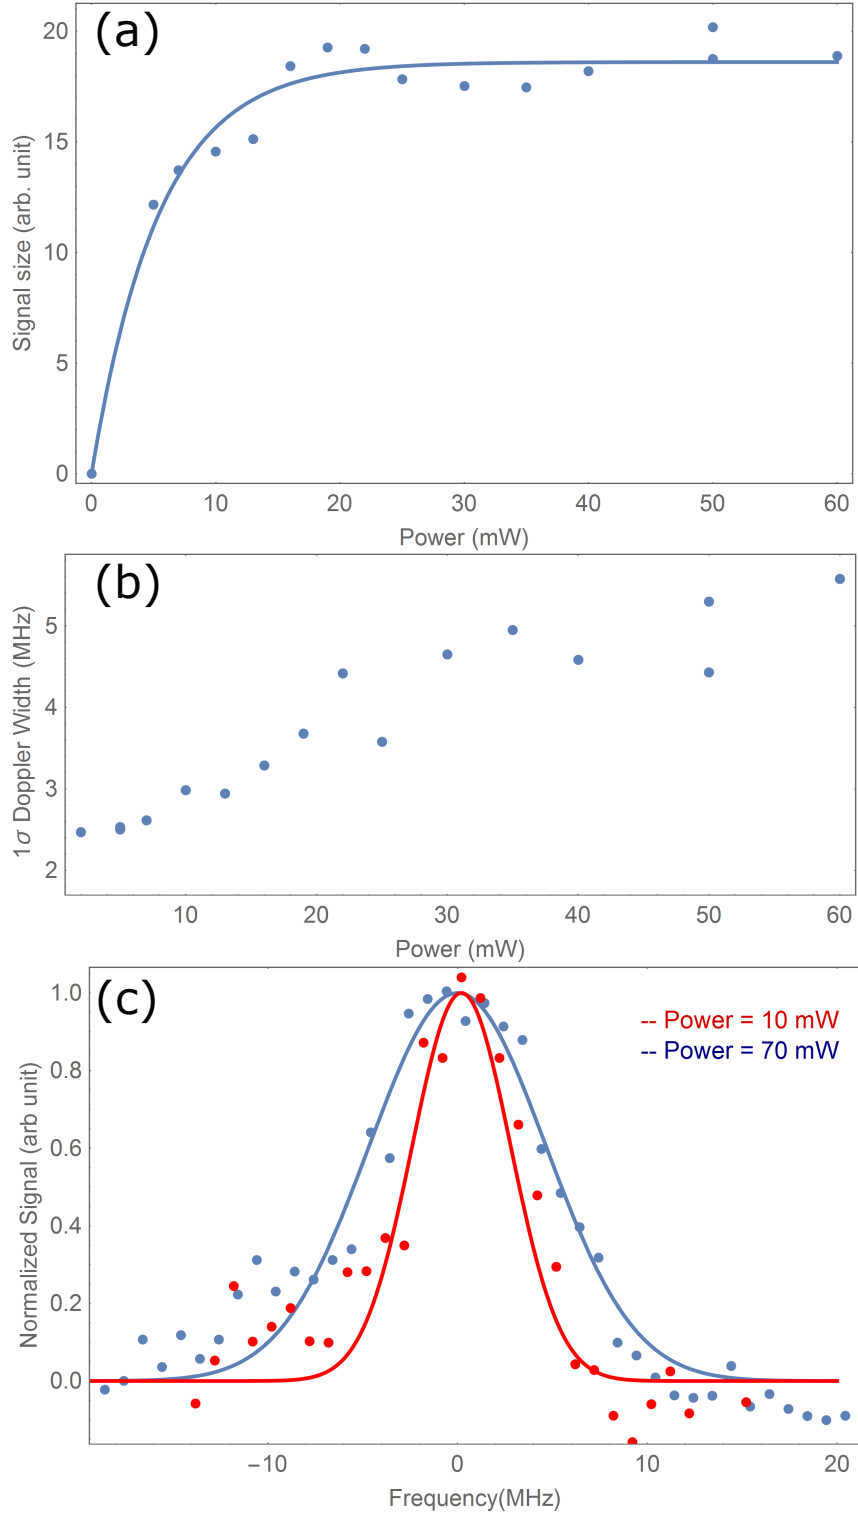 (a)
20
15
10
5
0
Signal size (arb. unit)
0 10 20 30 40 50 60
Power (mW)
(b)
5
4
3
2
1σ Doppler Width (MHz)
10 20 30 40 50 60
Power (mW)
(c)
-- Power = 10 mW
-- Power = 70 mW
1.0
0.8
0.6
0.4
0.2
0.0
Normalized Signal (arb unit)
−10 0 10 20
Frequency(MHz)